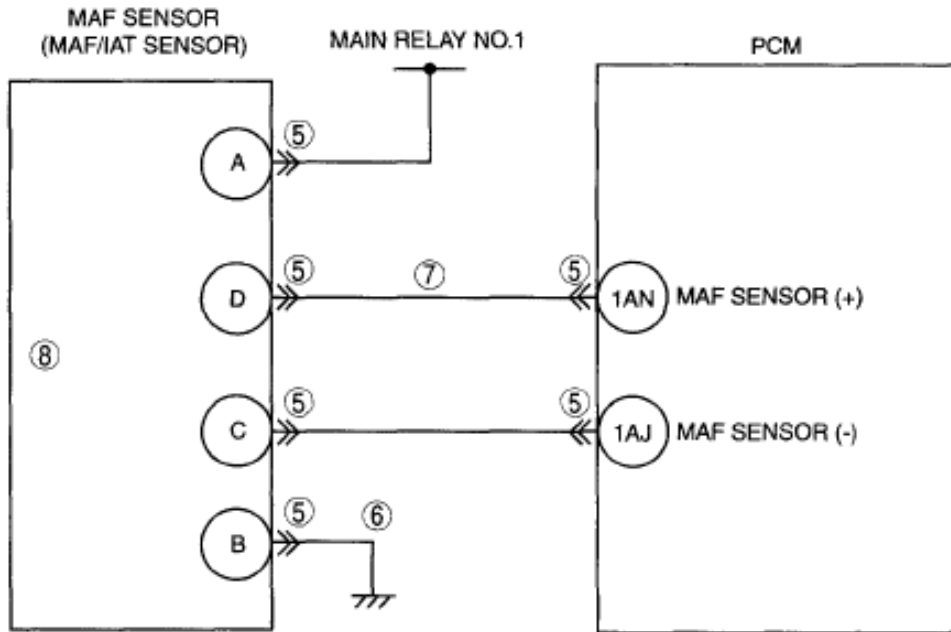 MAF SENSOR
(MAF/IAT SENSOR)
MAIN RELAY NO.1
PCM
A
5
D
5
7
5
1AN
MAF SENSOR (+)
8
C
5
5
1AJ
MAF SENSOR (-)
B
5
6